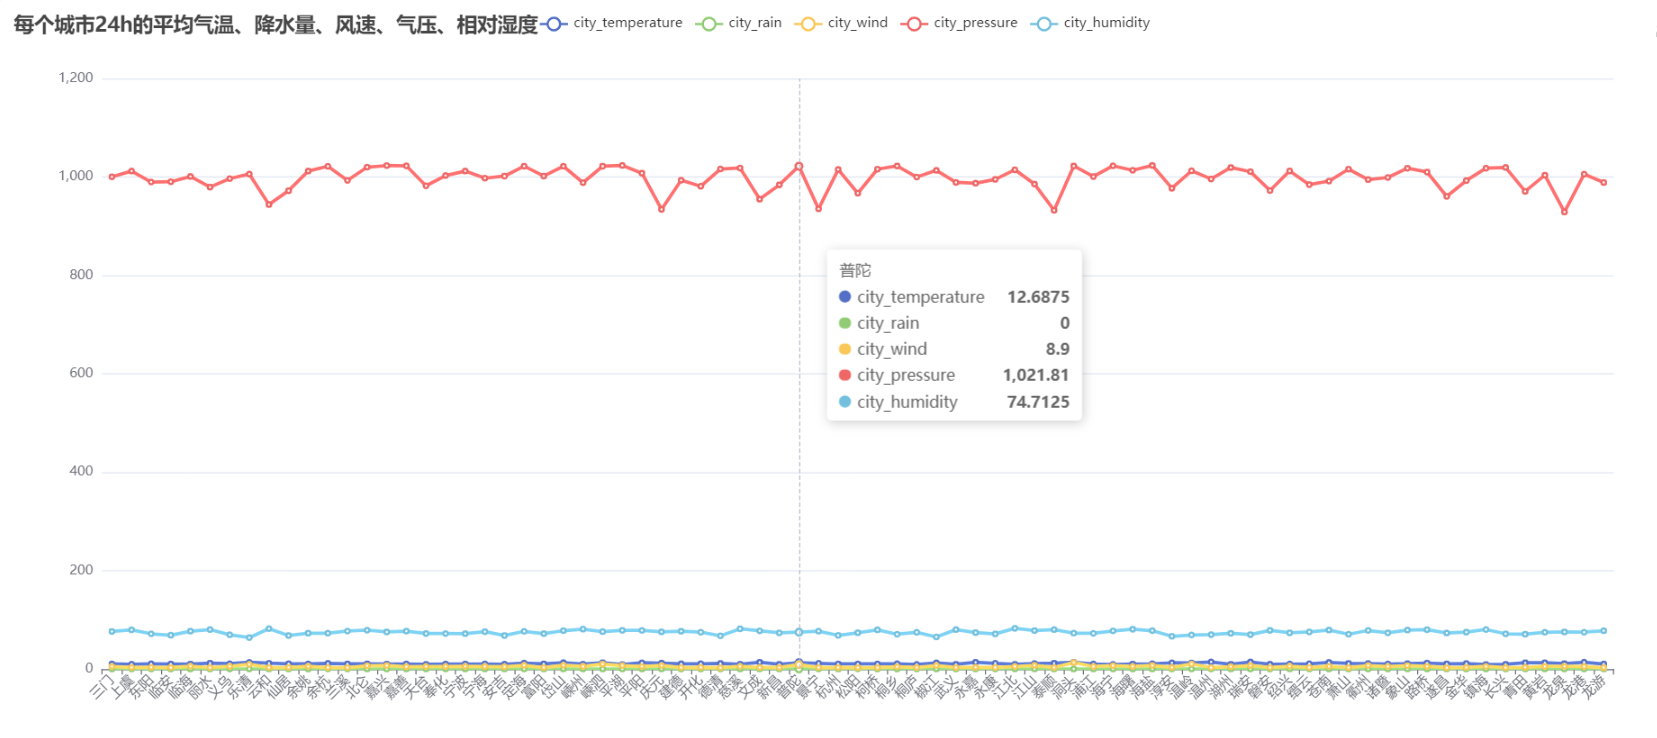 每个城市24h的平均气温、降水量、风速、气压、相对湿度 city_temperature city_rain city_wind city_pressure city_humidity
1,200
1,000
800
600
400
200
0
普陀
city_temperature 12.6875
city_rain 0
city_wind 8.9
city_pressure 1,021.81
city_humidity 74.7125
三门 上虞 东阳 临安 临海 丽水 义乌 乐清 云和 仙居 余姚 余杭 兰溪 北仑 嘉兴 嘉善 天台 奉化 宁波 宁海 安吉 定海 富阳 岱山 嵊州 嵊泗 平湖 平阳 庆元 建德 开化 德清 慈溪 文成 新昌 普陀 景宁 杭州 松阳 柯桥 桐乡 桐庐 椒江 武义 永嘉 永康 江北 江山 泰顺 洞头 浦江 海宁 海曙 海盐 淳安 温岭 温州 湖州 瑞安 磐安 绍兴 缙云 苍南 萧山 衢州 诸暨 象山 路桥 遂昌 金华 镇海 长兴 青田 黄岩 龙泉 龙港 龙游